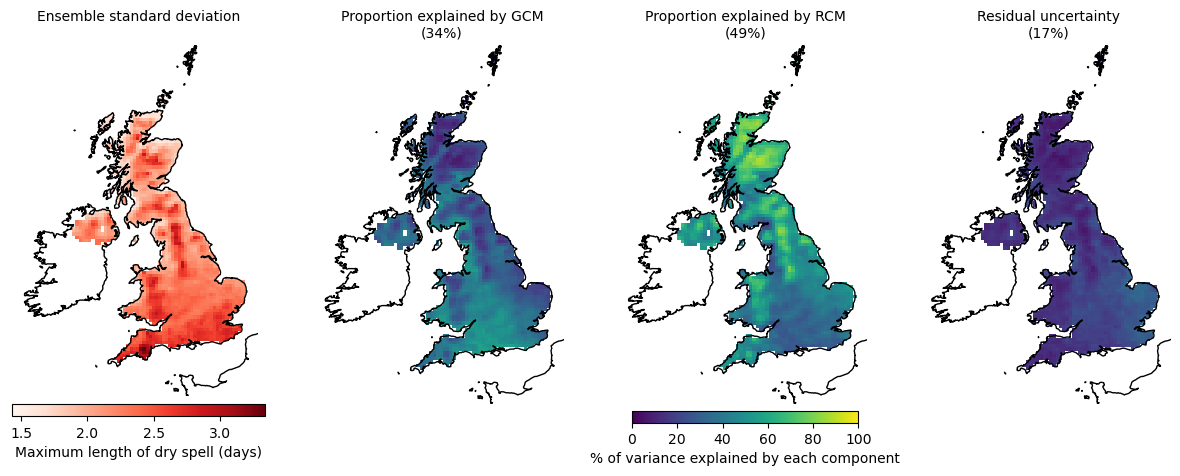 Ensemble standard deviation
Proportion explained by GCM
(34%)
Proportion explained by RCM
(49%)
Residual uncertainty
(17%)
1.5 2.0 2.5 3.0
Maximum length of dry spell (days)
0 20 40 60 80 100
% of variance explained by each component